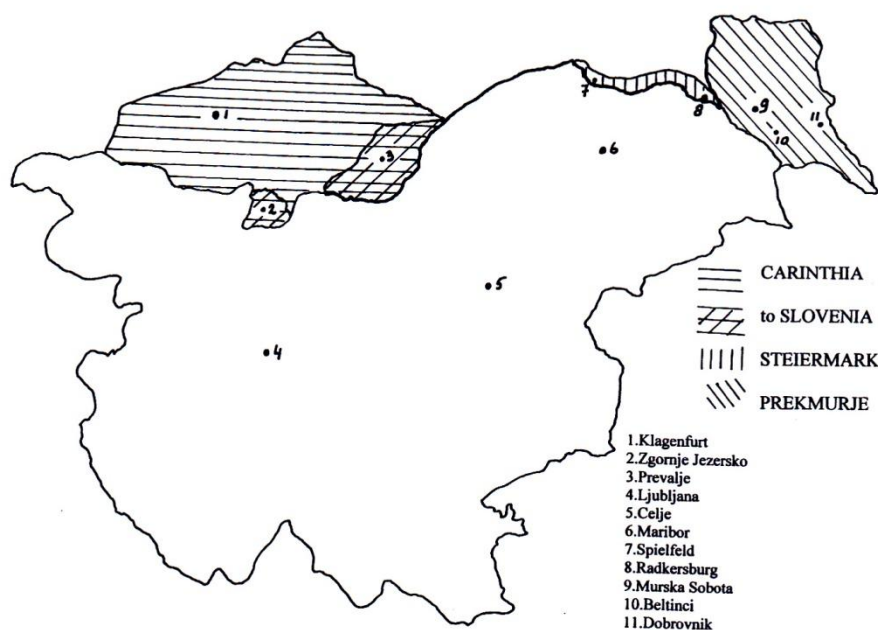 1
2
3
4
5
6
7
8
9
10
11
CARINTHIA
to SLOVENIA
STEIERMARK
PREKMURJE
1.Klagenfurt
2.Zgornje Jezersko
3.Prevalje
4.Ljubljana
5.Celje
6.Maribor
7.Spielfeld
8.Radkersburg
9.Murska Sobota
10.Beltinci
11.Dobrovnik